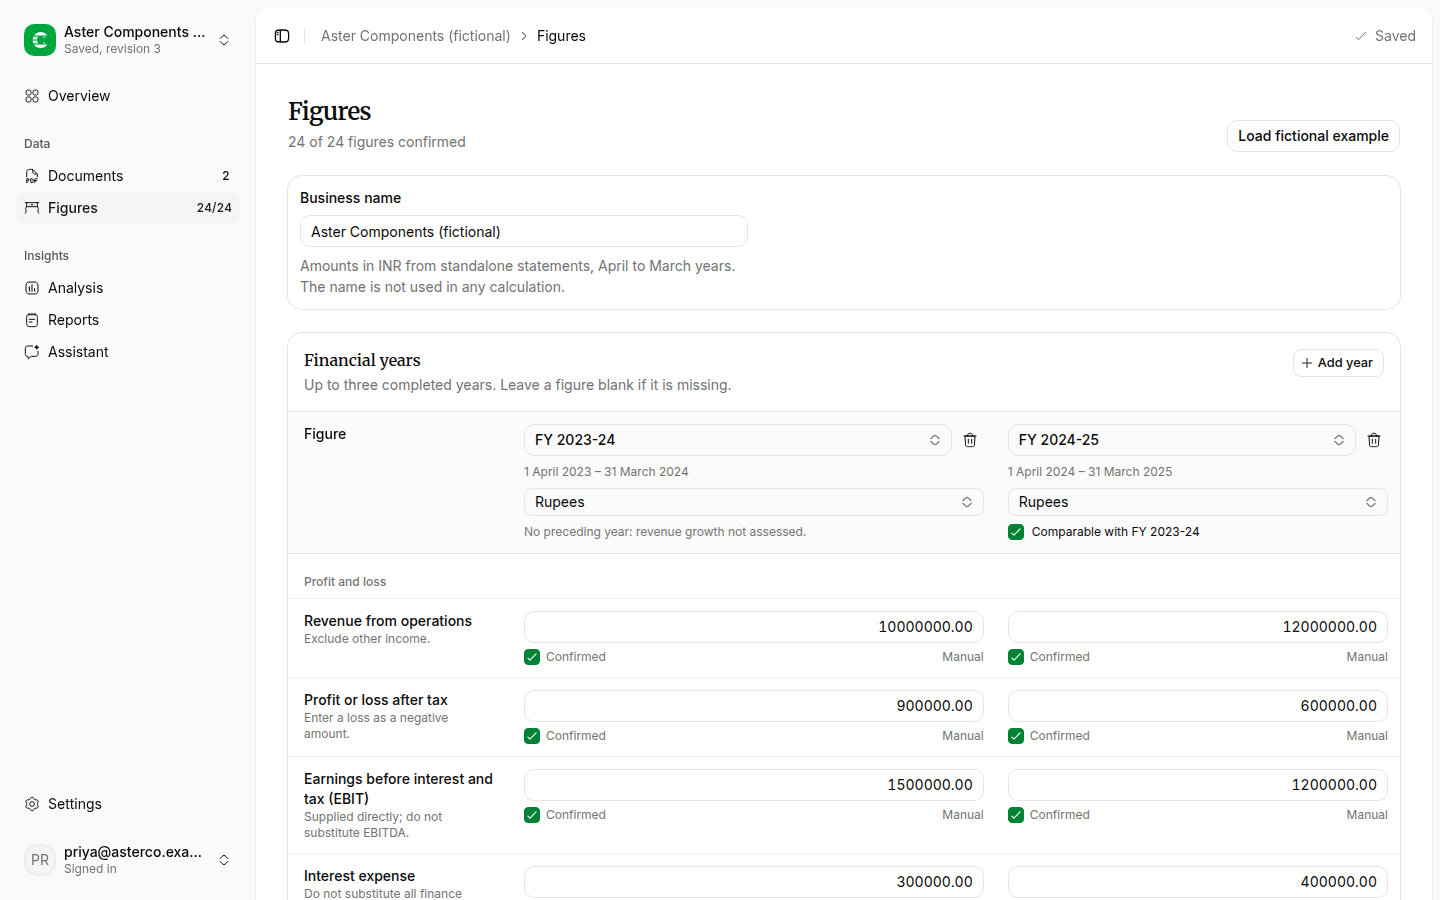 Aster Components ...
Saved, revision 3
Overview
Data
Documents 2
Figures 24/24
Insights
Analysis
Reports
Assistant
Settings
PR
priya@asterco.exa...
Signed in
Aster Components (fictional) > Figures
Saved
Figures
24 of 24 figures confirmed
Load fictional example
Business name
Aster Components (fictional)
Amounts in INR from standalone statements, April to March years.
The name is not used in any calculation.
Financial years
Up to three completed years. Leave a figure blank if it is missing.
Add year
Figure
FY 2023-24
1 April 2023 – 31 March 2024
Rupees
No preceding year: revenue growth not assessed.
FY 2024-25
1 April 2024 – 31 March 2025
Rupees
Comparable with FY 2023-24
Profit and loss
Revenue from operations
Exclude other income.
10000000.00
Confirmed Manual
12000000.00
Confirmed Manual
Profit or loss after tax
Enter a loss as a negative
amount.
900000.00
Confirmed Manual
600000.00
Confirmed Manual
Earnings before interest and
tax (EBIT)
Supplied directly; do not
substitute EBITDA.
1500000.00
Confirmed Manual
1200000.00
Confirmed Manual
Interest expense
Do not substitute all finance
300000.00
400000.00